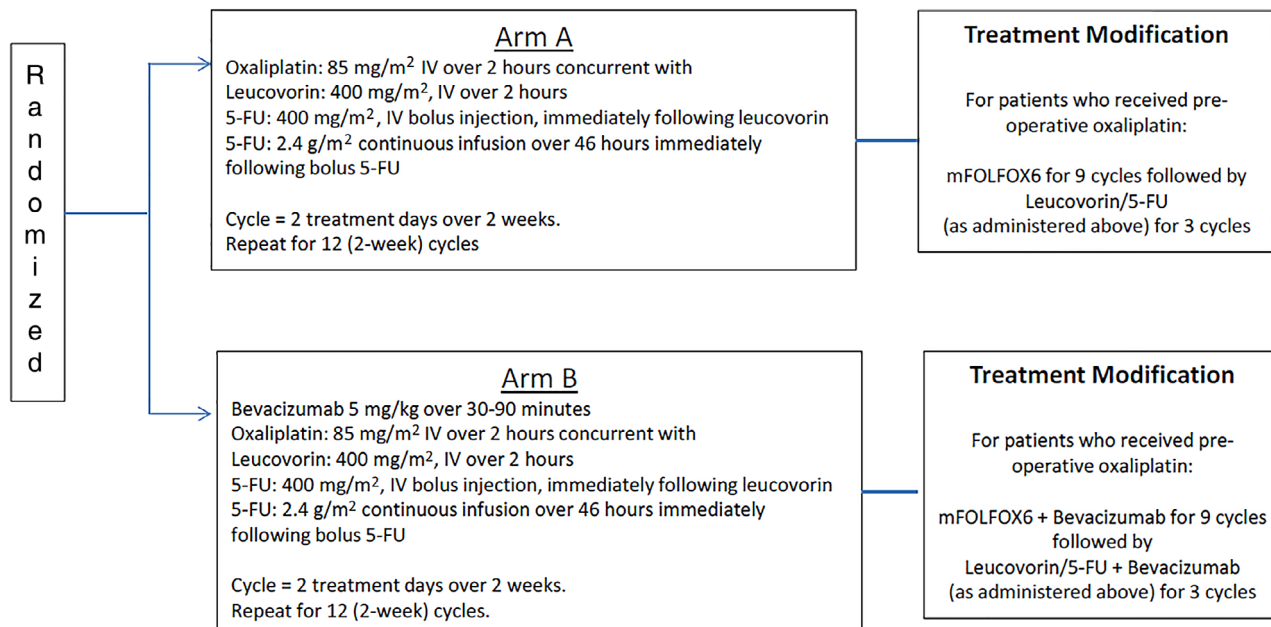 Randomized
Arm A
Oxaliplatin: 85 mg/m² IV over 2 hours concurrent with
Leucovorin: 400 mg/m², IV over 2 hours
5-FU: 400 mg/m², IV bolus injection, immediately following leucovorin
5-FU: 2.4 g/m² continuous infusion over 46 hours immediately
following bolus 5-FU
Cycle = 2 treatment days over 2 weeks.
Repeat for 12 (2-week) cycles
Treatment Modification
For patients who received pre-
operative oxaliplatin:
mFOLFOX6 for 9 cycles followed by
Leucovorin/5-FU
(as administered above) for 3 cycles
Arm B
Bevacizumab 5 mg/kg over 30-90 minutes
Oxaliplatin: 85 mg/m² IV over 2 hours concurrent with
Leucovorin: 400 mg/m², IV over 2 hours
5-FU: 400 mg/m², IV bolus injection, immediately following leucovorin
5-FU: 2.4 g/m² continuous infusion over 46 hours immediately
following bolus 5-FU
Cycle = 2 treatment days over 2 weeks.
Repeat for 12 (2-week) cycles.
Treatment Modification
For patients who received pre-
operative oxaliplatin:
mFOLFOX6 + Bevacizumab for 9 cycles
followed by
Leucovorin/5-FU + Bevacizumab
(as administered above) for 3 cycles